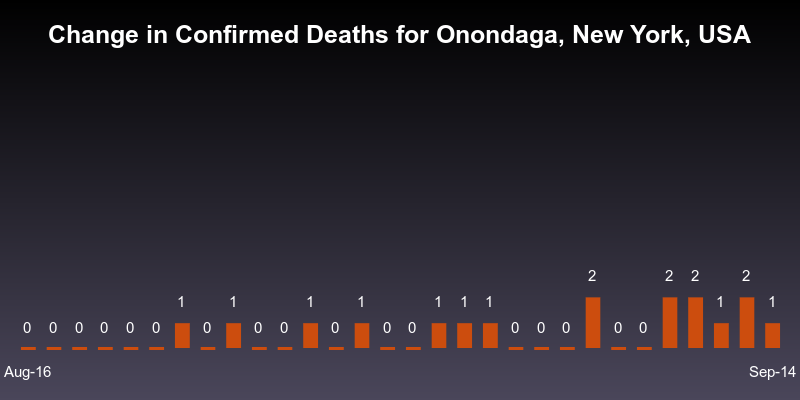 Change in Confirmed Deaths for Onondaga, New York, USA
0 0 0 0 0 0 1 0 1 0 0 1 0 1 0 0 1 1 1 0 0 0 2 0 0 2 2 1 2 1
Aug-16 Sep-14